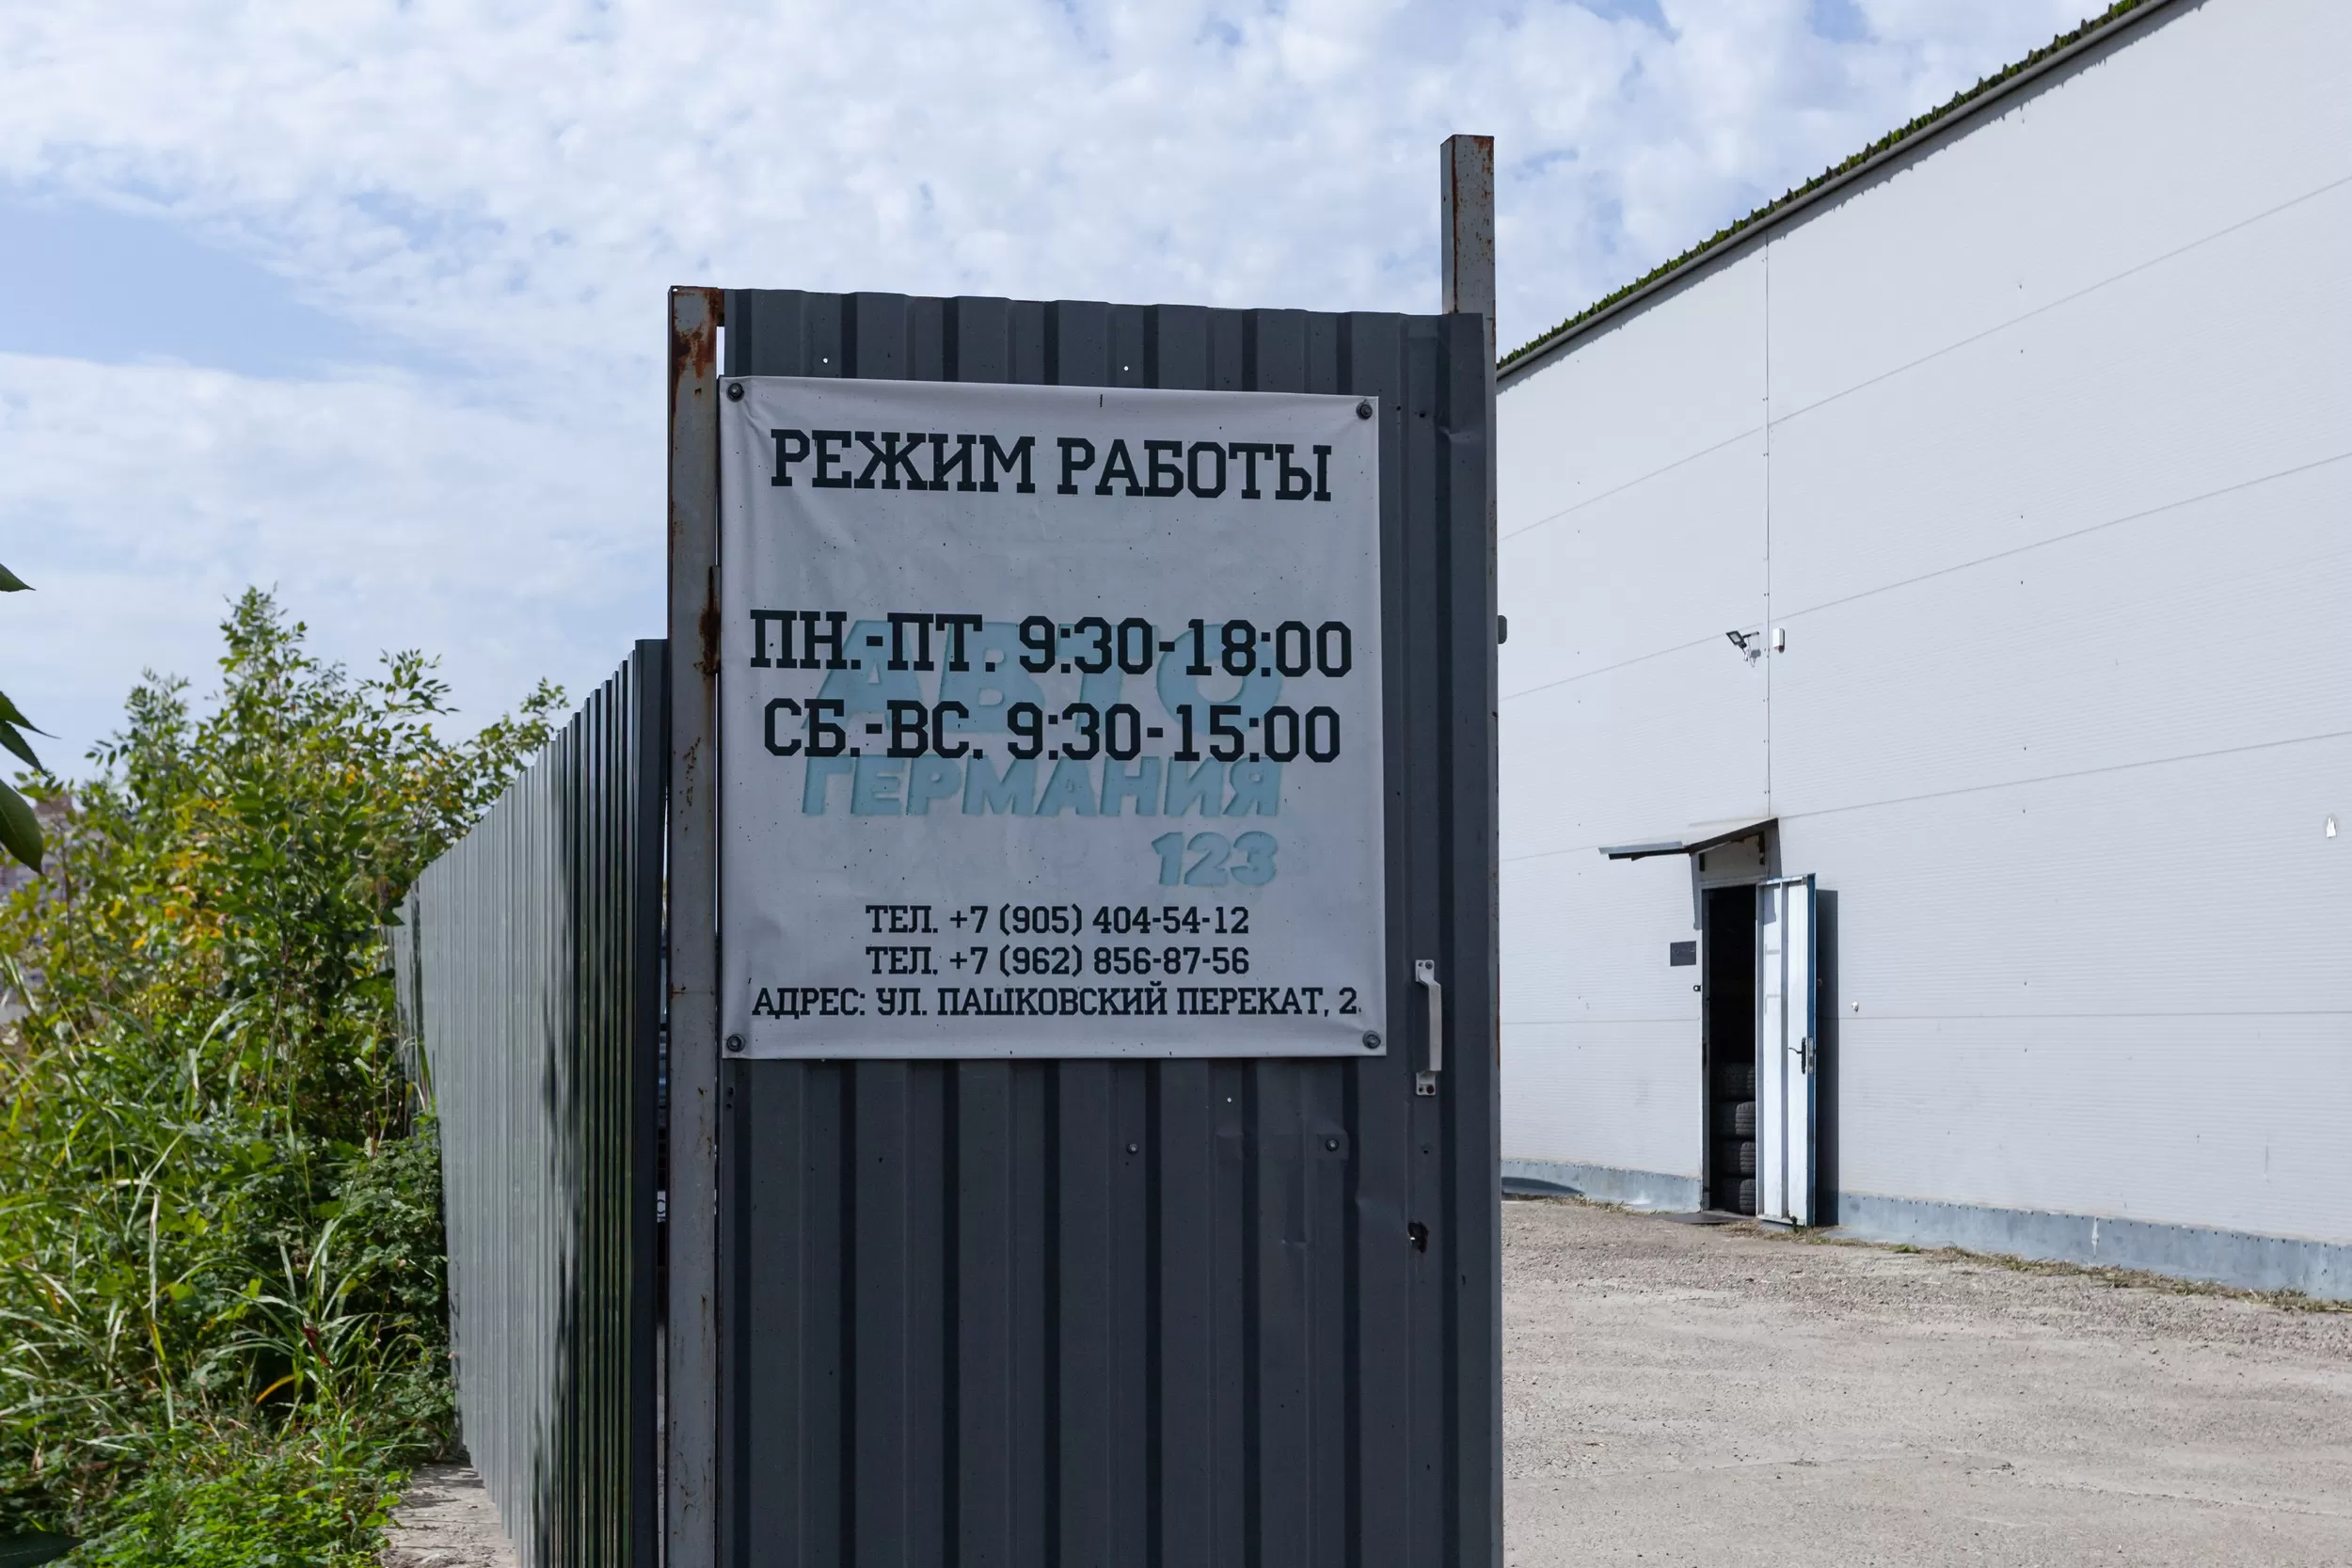 РЕЖИМ РАБОТЫ
ПН.-ПТ. 9:30-18:00
СБ.-ВС. 9:30-15:00
АВТО
ГЕРМАНИЯ
123
ТЕЛ. +7 (905) 404-54-12
ТЕЛ. +7 (962) 856-87-56
АДРЕС: УЛ. ПАШКОВСКИЙ ПЕРЕКАТ, 2.